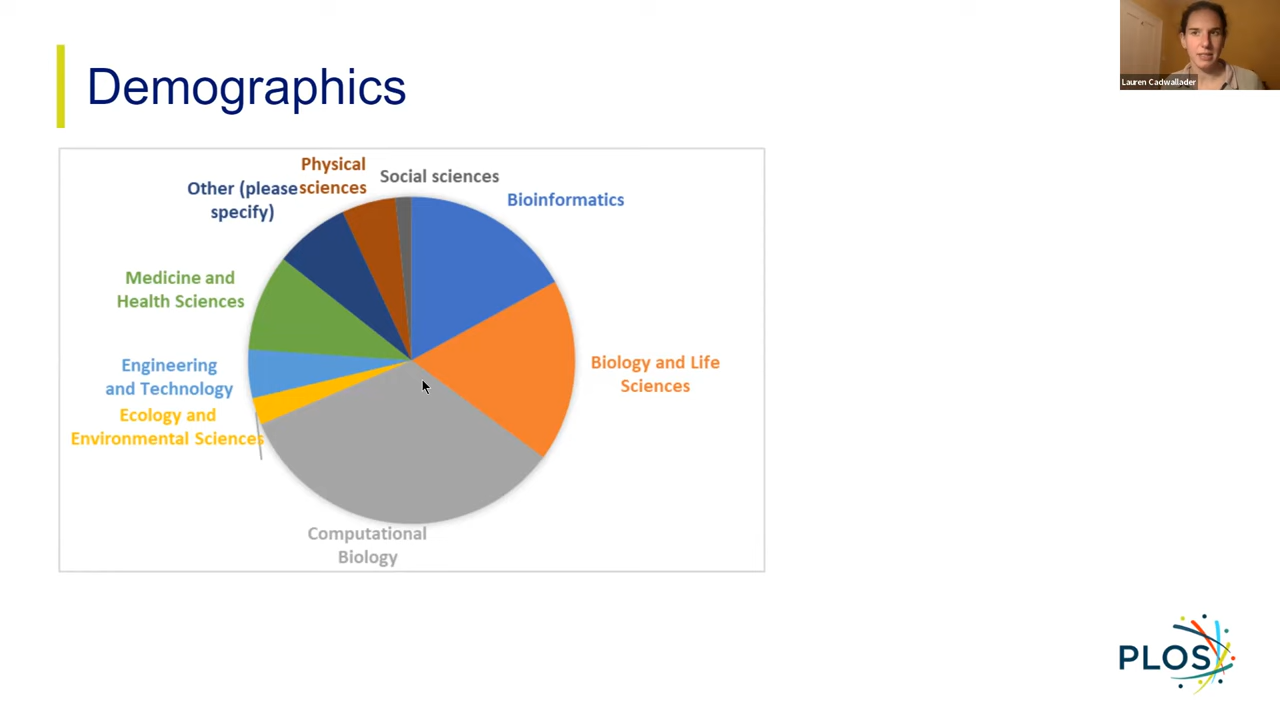 Lauren Cadwallader
Demographics
Physical
sciences
Social sciences
Other (please
specify)
Bioinformatics
Medicine and
Health Sciences
Engineering
and Technology
Biology and Life
Sciences
Ecology and
Environmental Sciences
Computational
Biology
PLOS